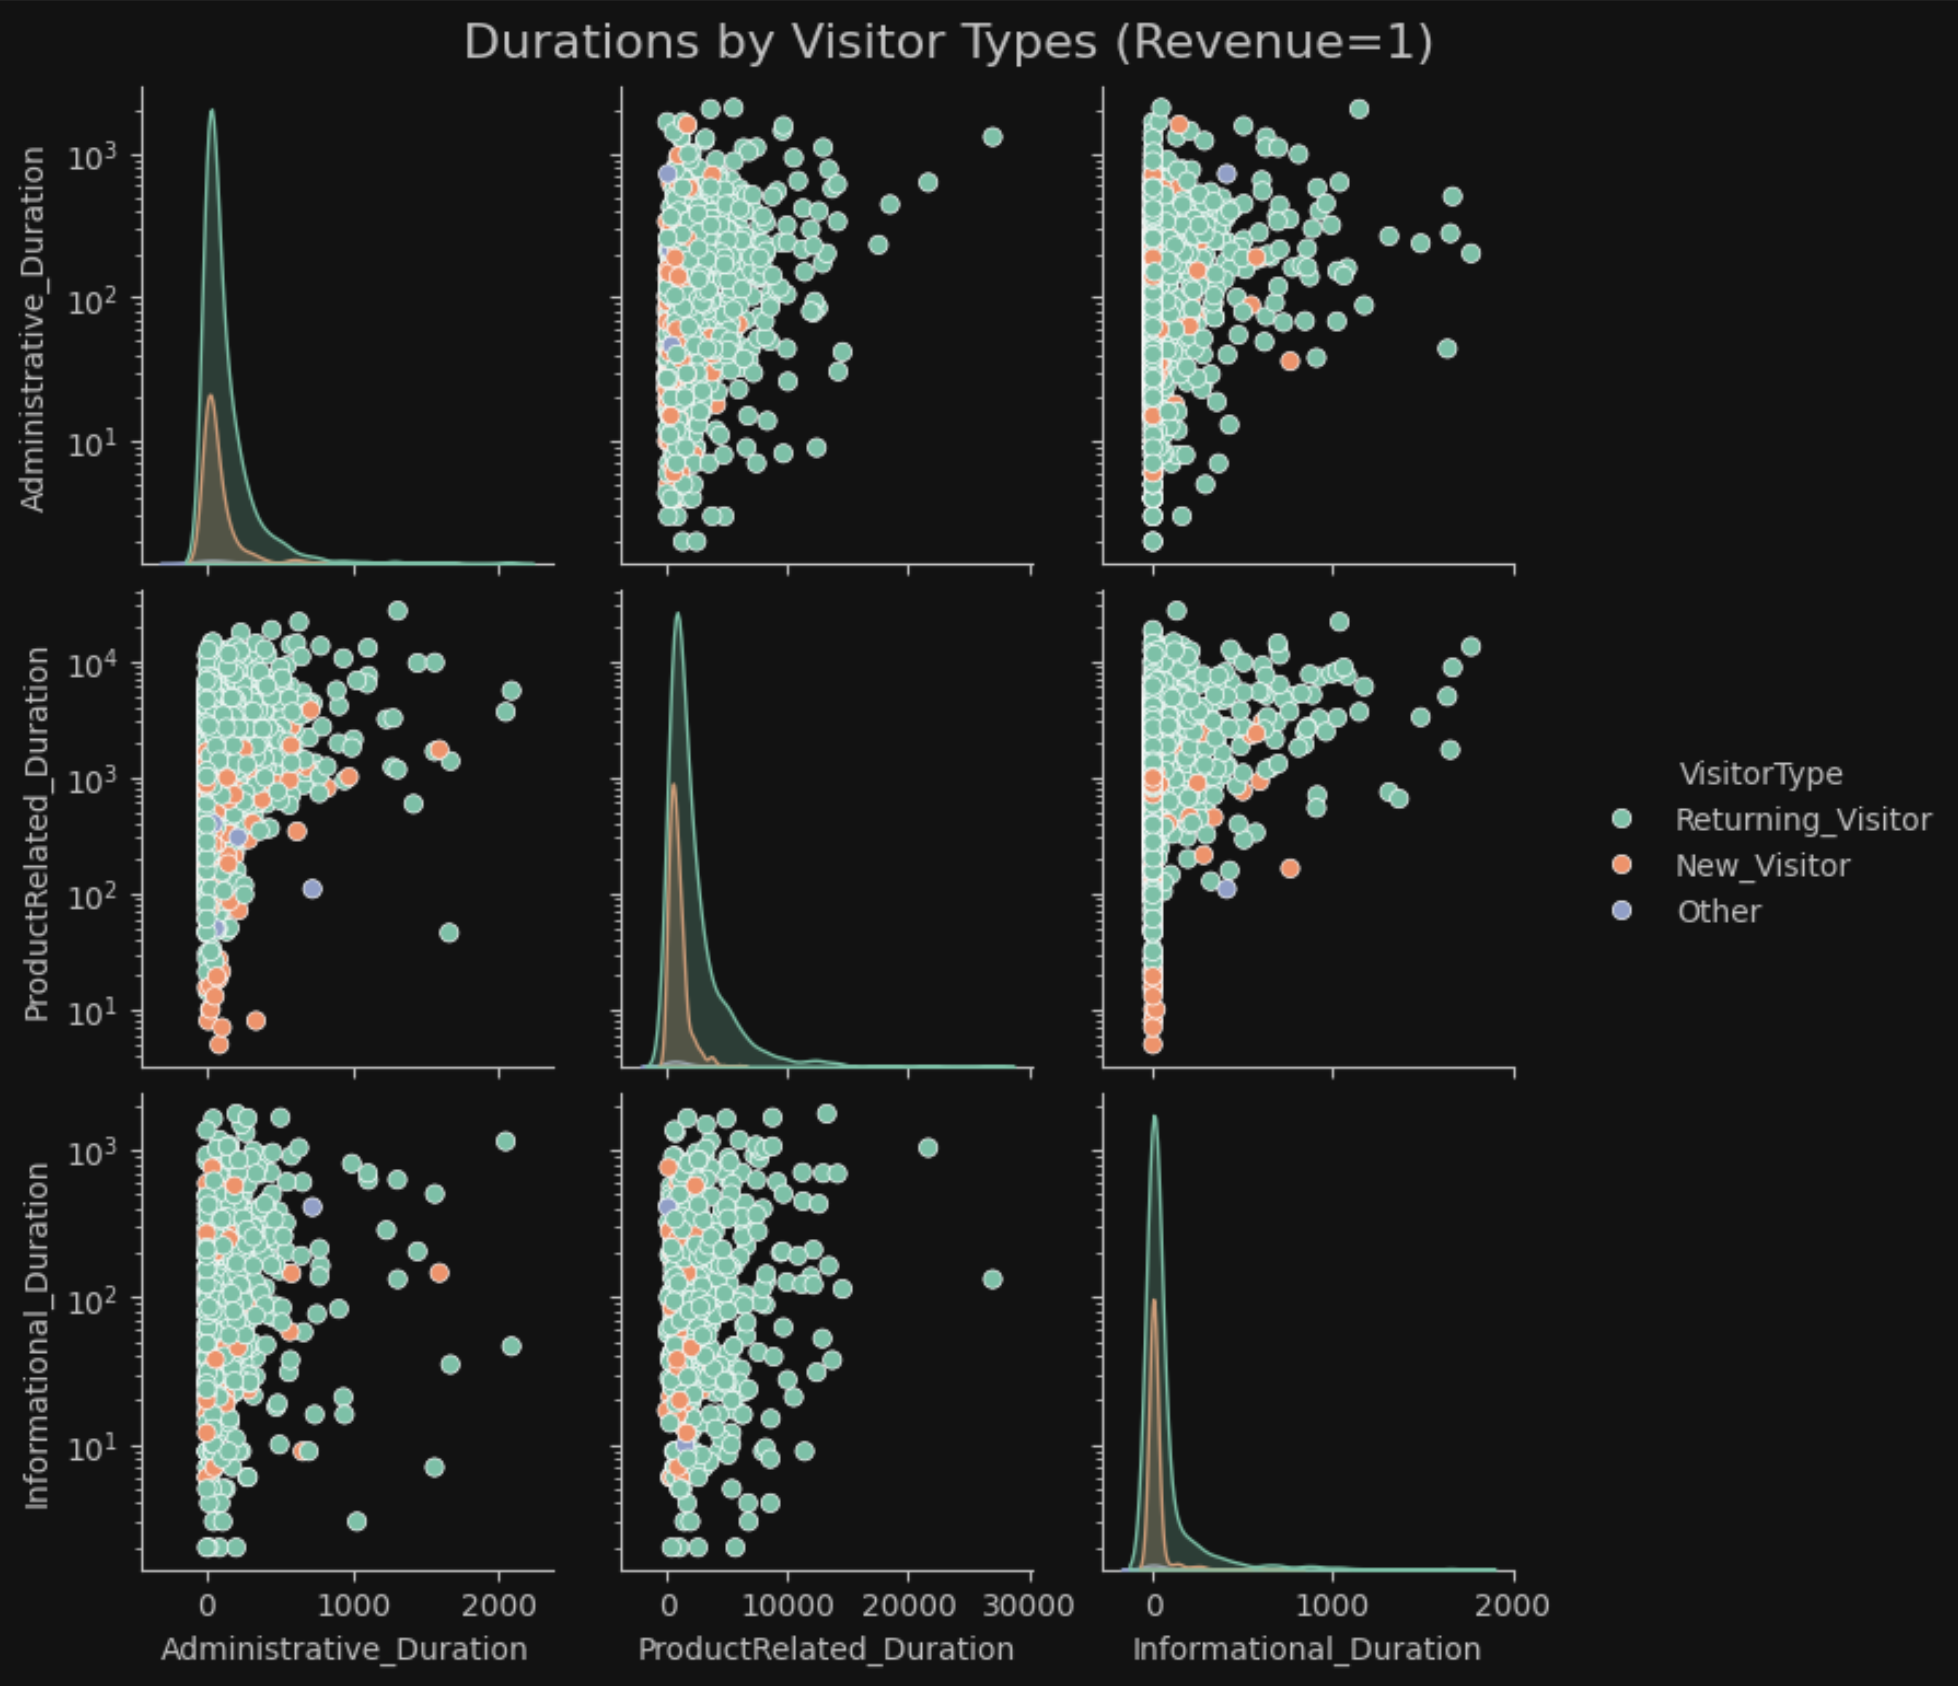 Durations by Visitor Types (Revenue=1)
Administrative_Duration
10³
10²
10¹
ProductRelated_Duration
10⁴
10³
10²
10¹
Informational_Duration
10³
10²
10¹
0 1000 2000
Administrative_Duration
0 10000 20000 30000
ProductRelated_Duration
0 1000 2000
Informational_Duration
VisitorType
Returning_Visitor
New_Visitor
Other